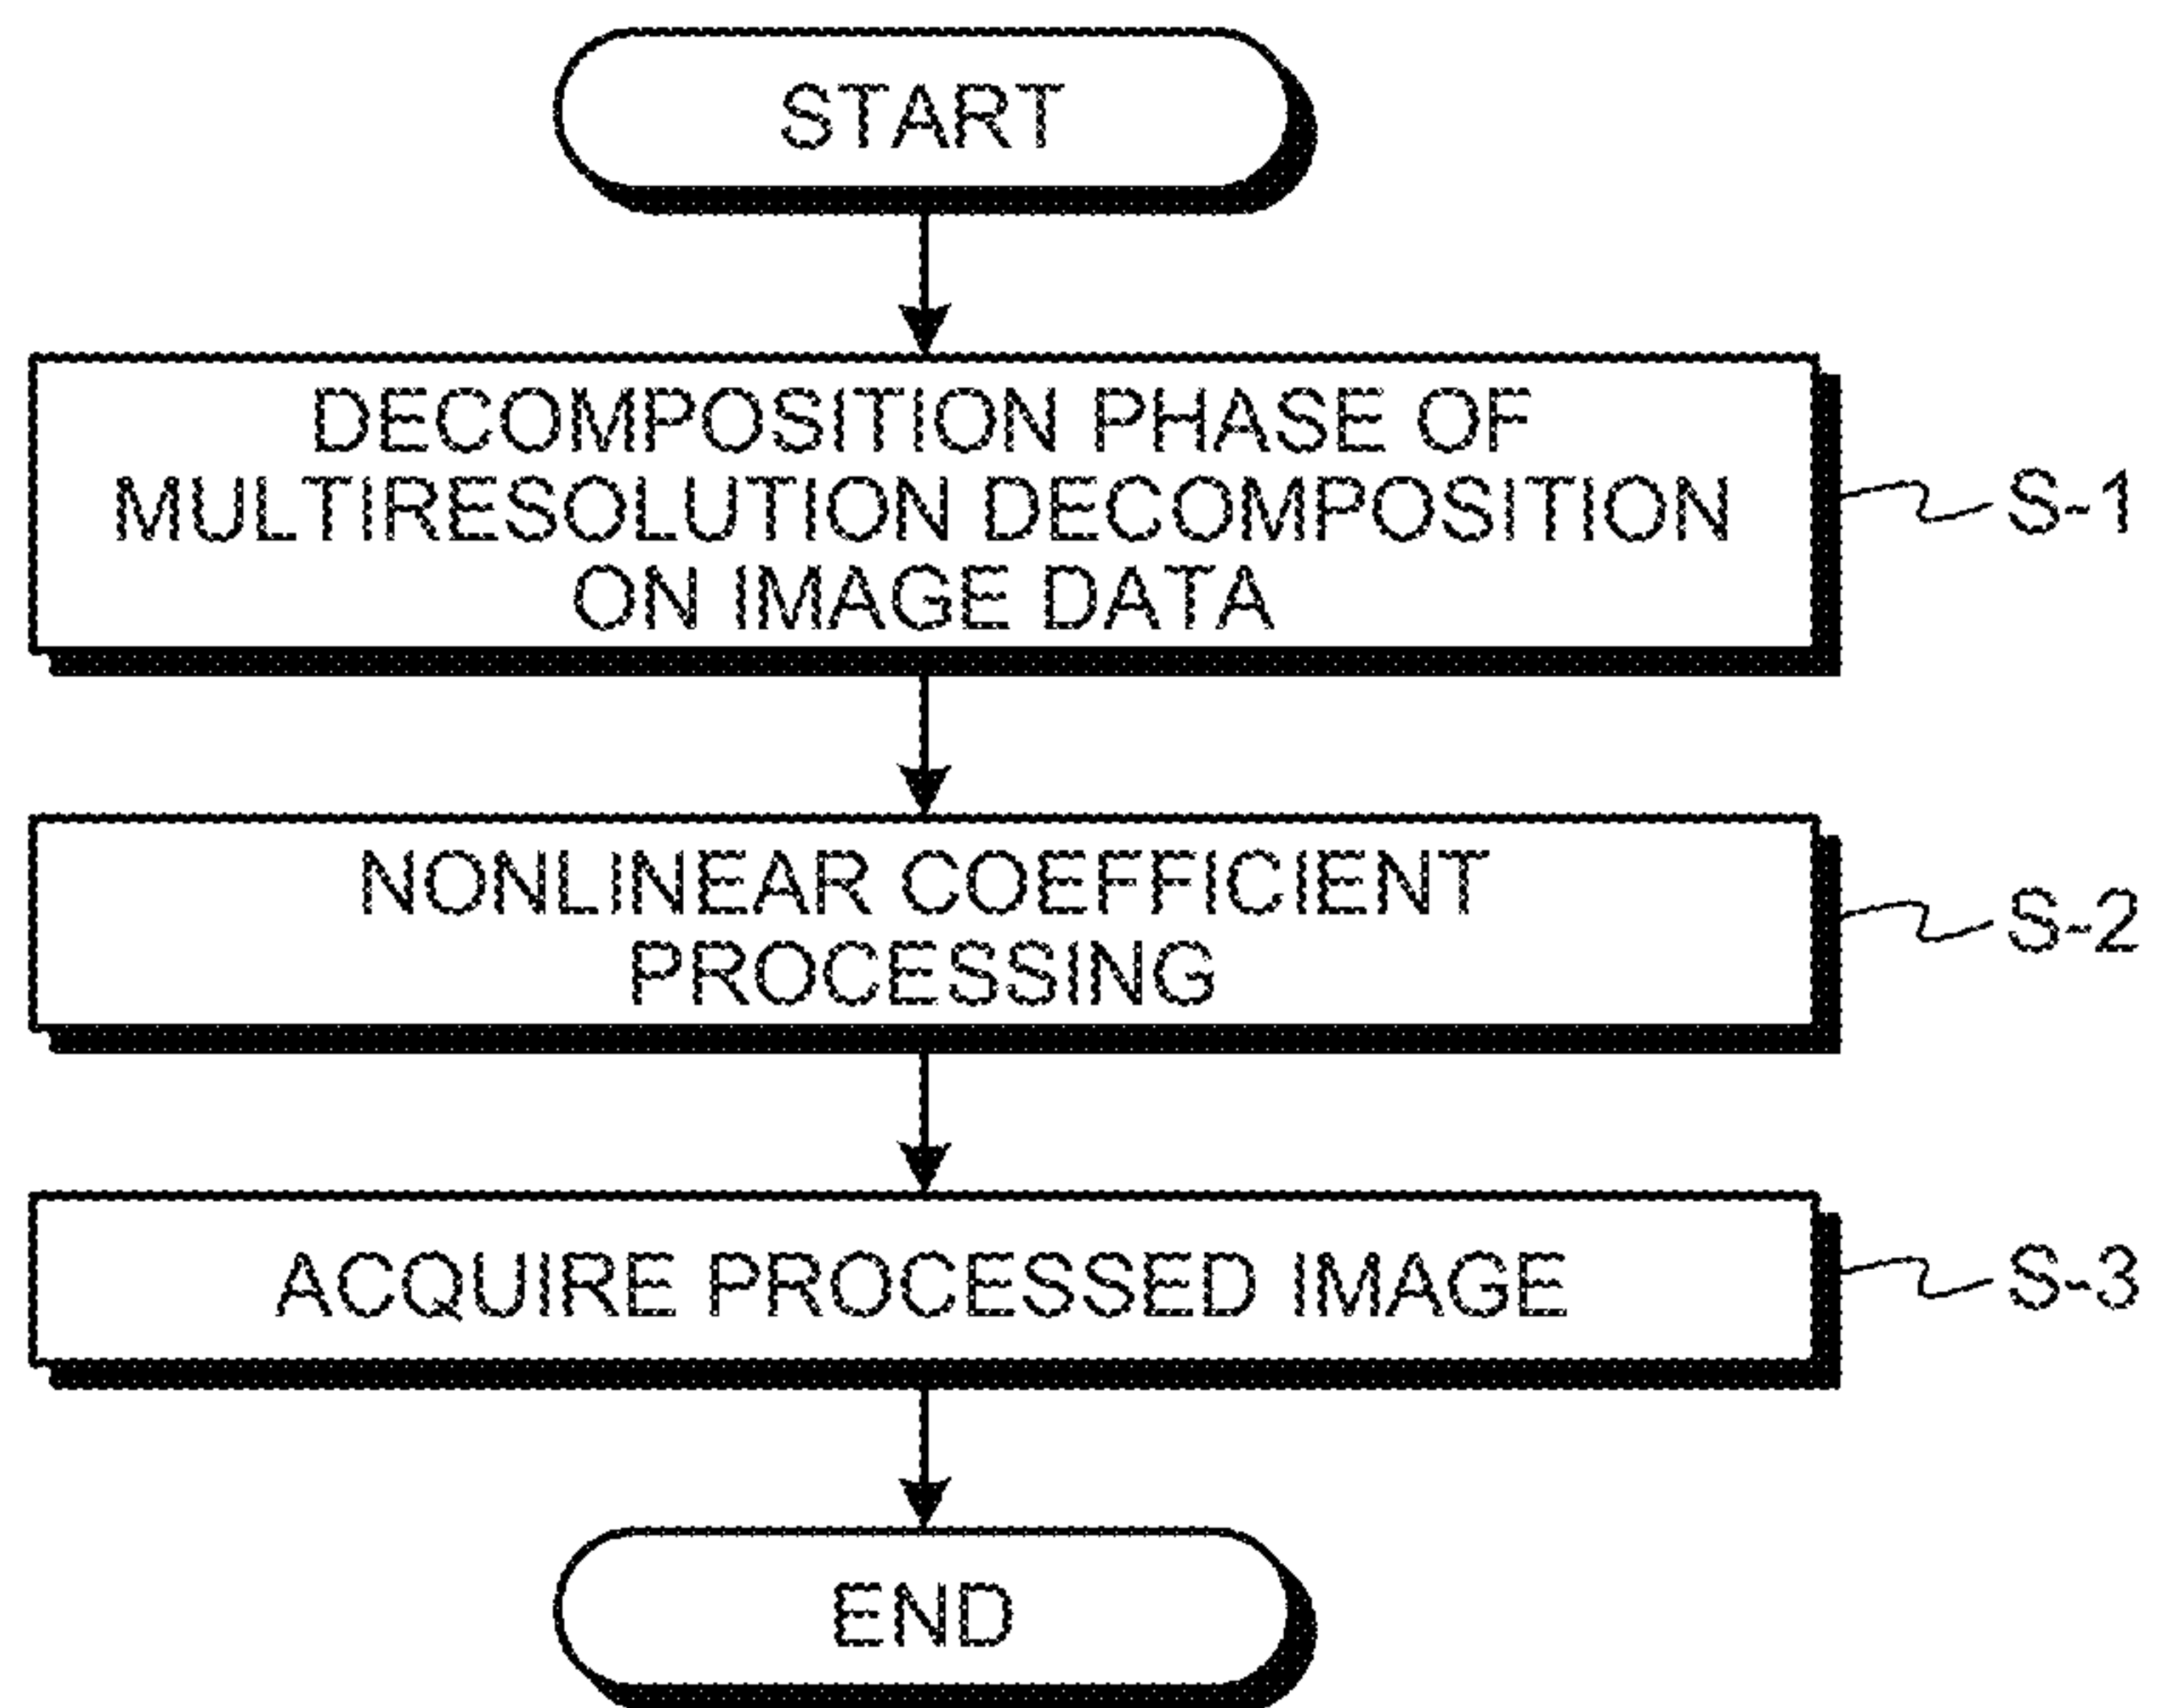 START
DECOMPOSITION PHASE OF
MULTIRESOLUTION DECOMPOSITION
ON IMAGE DATA
S-1
NONLINEAR COEFFICIENT
PROCESSING
S-2
ACQUIRE PROCESSED IMAGE
S-3
END